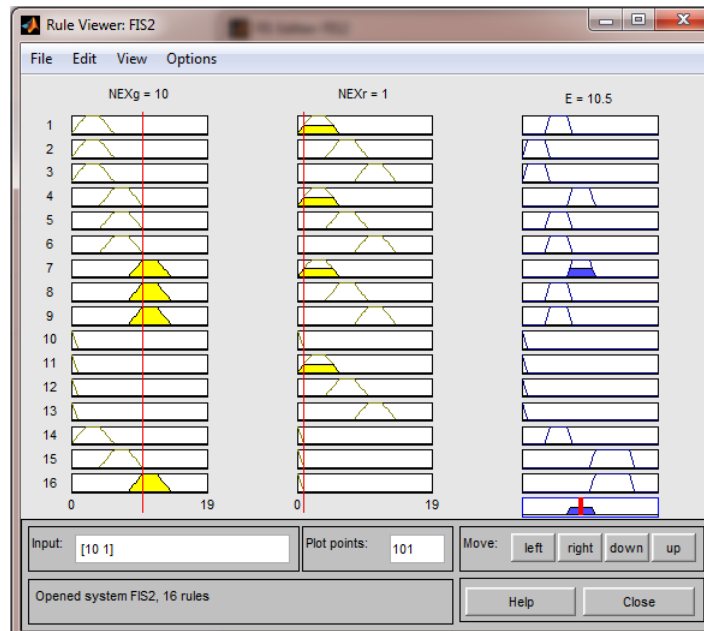 Rule Viewer: FIS2
File Edit View Options
NEXg = 10 NEXr = 1 E = 10.5
1
2
3
4
5
6
7
8
9
10
11
12
13
14
15
16
0 19 0 19
Input: [10 1] Plot points: 101 Move: left right down up
Opened system FIS2, 16 rules Help Close